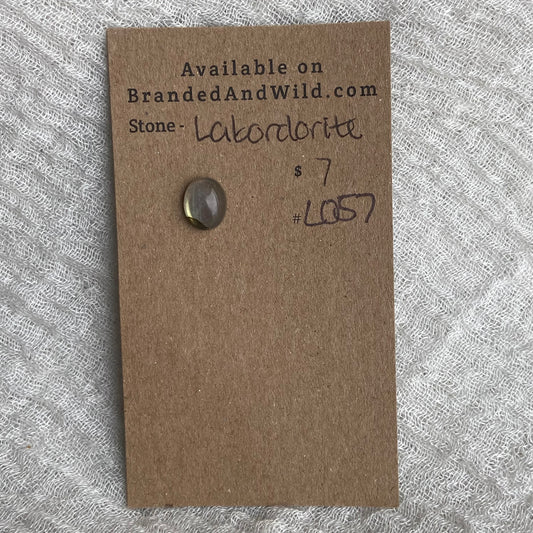 Available on
BrandedAndWild.com
Stone - Labordorite
$ 7
# L057